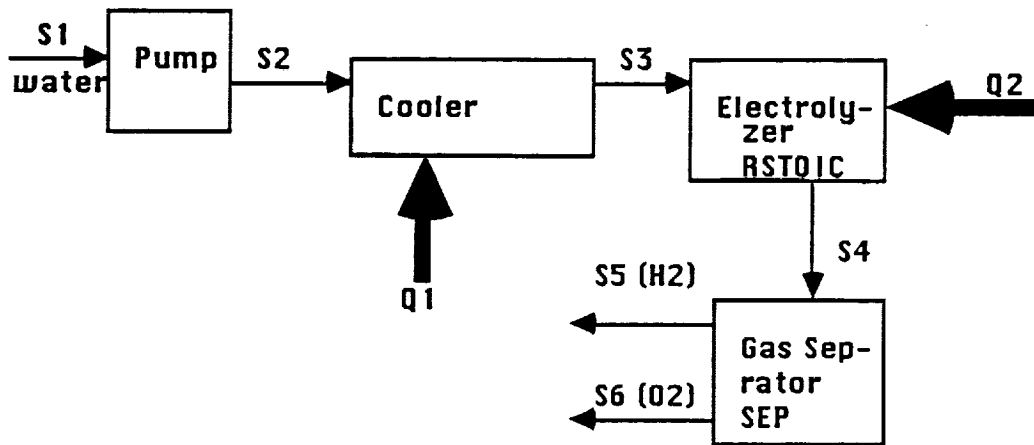 S1
water
Pump
S2
Cooler
Q1
S3
Electroly-
zer
RSTOIC
Q2
S4
S5 (H2)
S6 (O2)
Gas Sep-
rator
SEP